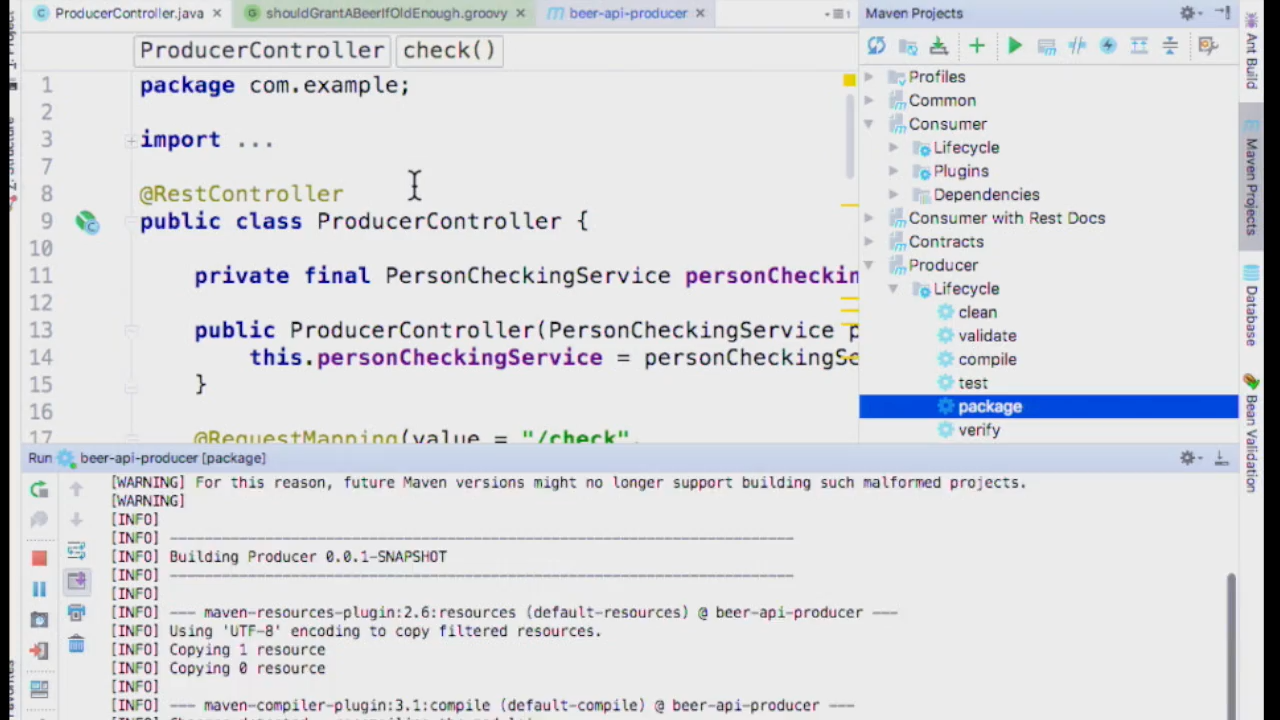 ProducerController.java
shouldGrantABeerIfOldEnough.groovy
beer-api-producer
Maven Projects
ProducerController
check()
1 package com.example;
2
3 import ...
7
8 @RestController
9 public class ProducerController {
10
11 private final PersonCheckingService personCheckin
12
13 public ProducerController(PersonCheckingService p
14 this.personCheckingService = personCheckingSe
15 }
16
17 @RequestMapping(value = "/check",
Profiles
Common
Consumer
Lifecycle
Plugins
Dependencies
Consumer with Rest Docs
Contracts
Producer
Lifecycle
clean
validate
compile
test
package
verify
Ant Build
Maven Projects
Database
Bean Validation
Run beer-api-producer [package]
[WARNING] For this reason, future Maven versions might no longer support building such malformed projects.
[WARNING]
[INFO]
[INFO] ------------------------------------------------------------------------
[INFO] Building Producer 0.0.1-SNAPSHOT
[INFO] ------------------------------------------------------------------------
[INFO]
[INFO] --- maven-resources-plugin:2.6:resources (default-resources) @ beer-api-producer ---
[INFO] Using 'UTF-8' encoding to copy filtered resources.
[INFO] Copying 1 resource
[INFO] Copying 0 resource
[INFO]
[INFO] --- maven-compiler-plugin:3.1:compile (default-compile) @ beer-api-producer ---